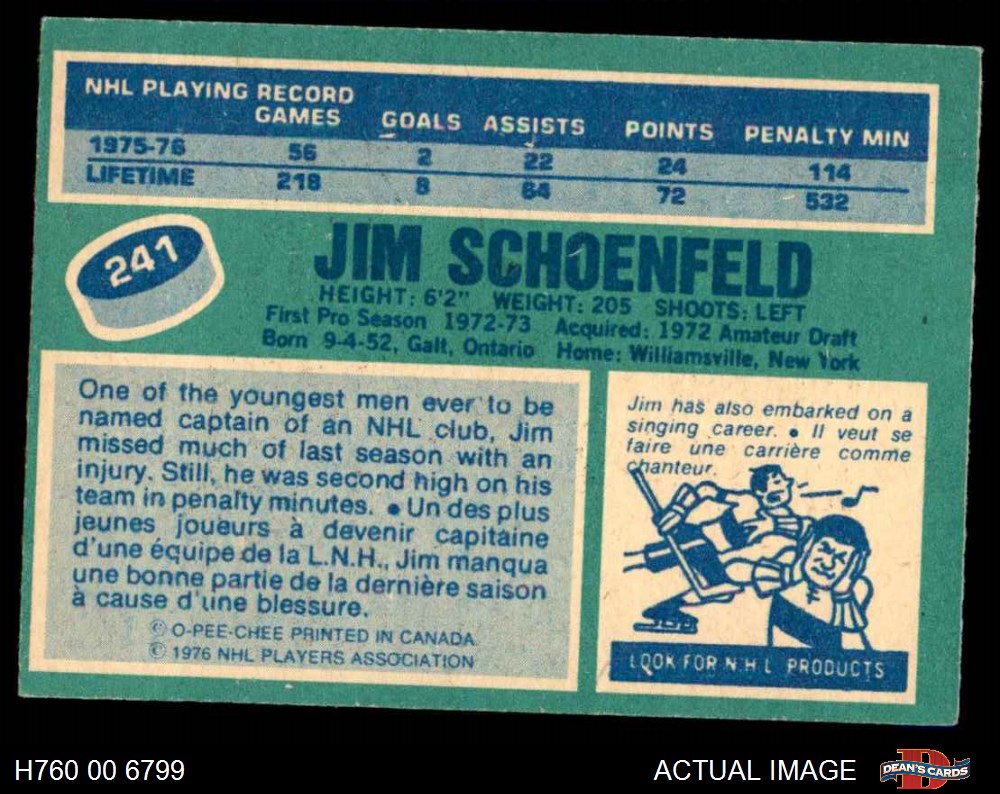 NHL PLAYING RECORD
GAMES GOALS ASSISTS POINTS PENALTY MIN
1975-76 56 2 22 24 114
LIFETIME 218 8 64 72 532
241
JIM SCHOENFELD
HEIGHT: 6'2" WEIGHT: 205 SHOOTS: LEFT
First Pro Season 1972-73 Acquired: 1972 Amateur Draft
Born 9-4-52, Galt, Ontario Home: Williamsville, New York
One of the youngest men ever to be
named captain of an NHL club, Jim
missed much of last season with an
injury. Still, he was second high on his
team in penalty minutes. • Un des plus
jeunes joueurs à devenir capitaine
d'une équipe de la L.N.H., Jim manqua
une bonne partie de la dernière saison
à cause d'une blessure.
© O-PEE-CHEE PRINTED IN CANADA
© 1976 NHL PLAYERS ASSOCIATION
Jim has also embarked on a
singing career. • Il veut se
faire une carrière comme
chanteur.
LOOK FOR N H L PRODUCTS
H760 00 6799
ACTUAL IMAGE
D
DEAN'S CARDS